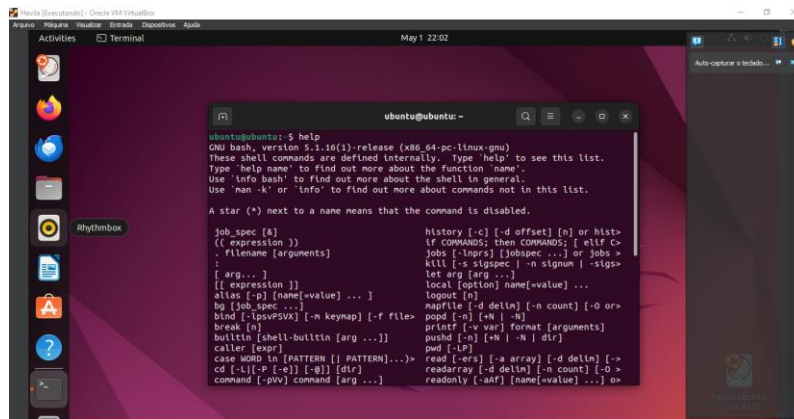 Havila [Executando] - Oracle VM VirtualBox
Arquivo Máquina Visualizar Entrada Dispositivos Ajuda
Activities Terminal May 1 22:02
Auto-capturar o teclado...
ubuntu@ubuntu: ~
ubuntu@ubuntu:~$ help
GNU bash, version 5.1.16(1)-release (x86_64-pc-linux-gnu)
These shell commands are defined internally.  Type `help' to see this list.
Type `help name' to find out more about the function `name'.
Use `info bash' to find out more about the shell in general.
Use `man -k' or `info' to find out more about commands not in this list.
A star (*) next to a name means that the command is disabled.
job_spec [&] history [-c] [-d offset] [n] or hist>
(( expression )) if COMMANDS; then COMMANDS; [ elif C>
. filename [arguments] jobs [-lnprs] [jobspec ...] or jobs >
: kill [-s sigspec | -n signum | -sigs>
[ arg... ] let arg [arg ...]
[[ expression ]] local [option] name[=value] ...
alias [-p] [name[=value] ... ] logout [n]
bg [job_spec ...] mapfile [-d delim] [-n count] [-O or>
bind [-lpsvPSVX] [-m keymap] [-f file> popd [-n] [+N | -N]
break [n] printf [-v var] format [arguments]
builtin [shell-builtin [arg ...]] pushd [-n] [+N | -N | dir]
caller [expr] pwd [-LP]
case WORD in [PATTERN [| PATTERN]...)> read [-ers] [-a array] [-d delim] [->
cd [-L|[-P [-e]] [-@]] [dir] readarray [-d delim] [-n count] [-O >
command [-pVv] command [arg ...] readonly [-aAf] [name[=value] ...] o>
Rhythmbox
Install Ubuntu
22.04.4 LTS